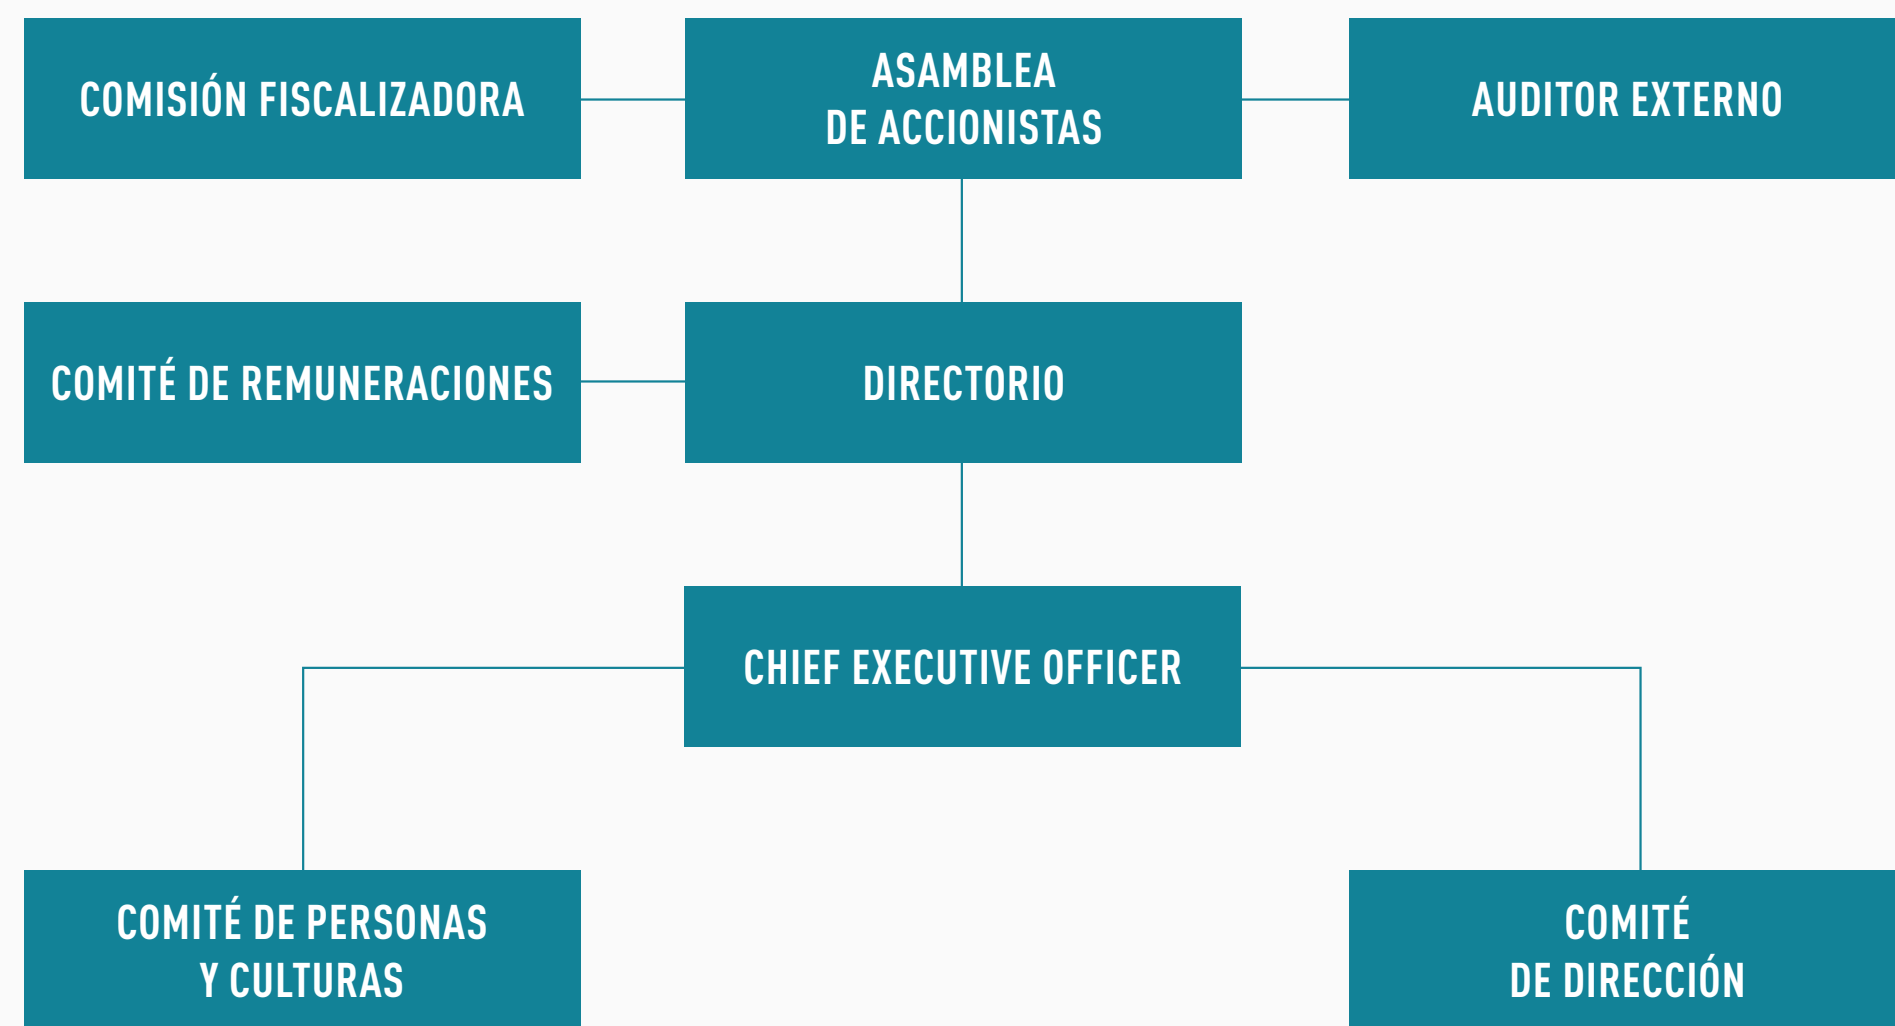 COMISIÓN FISCALIZADORA
ASAMBLEA
DE ACCIONISTAS
AUDITOR EXTERNO
COMITÉ DE REMUNERACIONES
DIRECTORIO
CHIEF EXECUTIVE OFFICER
COMITÉ DE PERSONAS
Y CULTURAS
COMITÉ
DE DIRECCIÓN